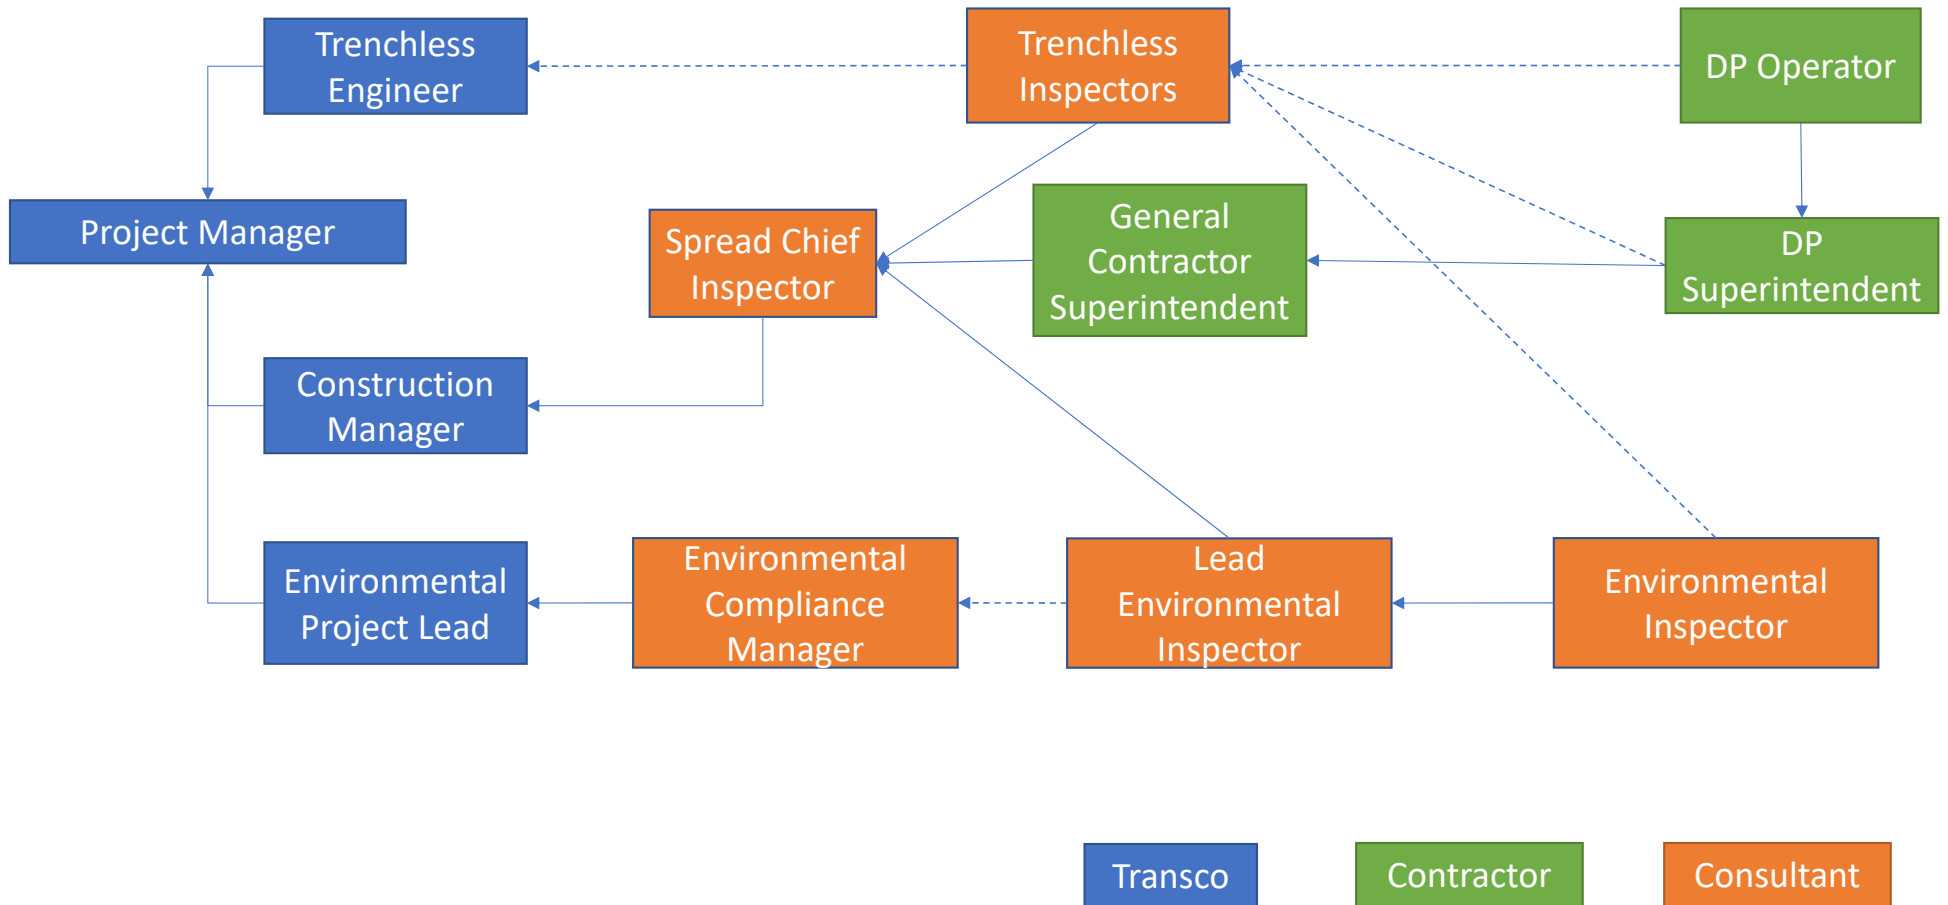 Trenchless
Engineer
Trenchless
Inspectors
DP Operator
Project Manager
Spread Chief
Inspector
General
Contractor
Superintendent
DP
Superintendent
Construction
Manager
Environmental
Project Lead
Environmental
Compliance
Manager
Lead
Environmental
Inspector
Environmental
Inspector
Transco
Contractor
Consultant